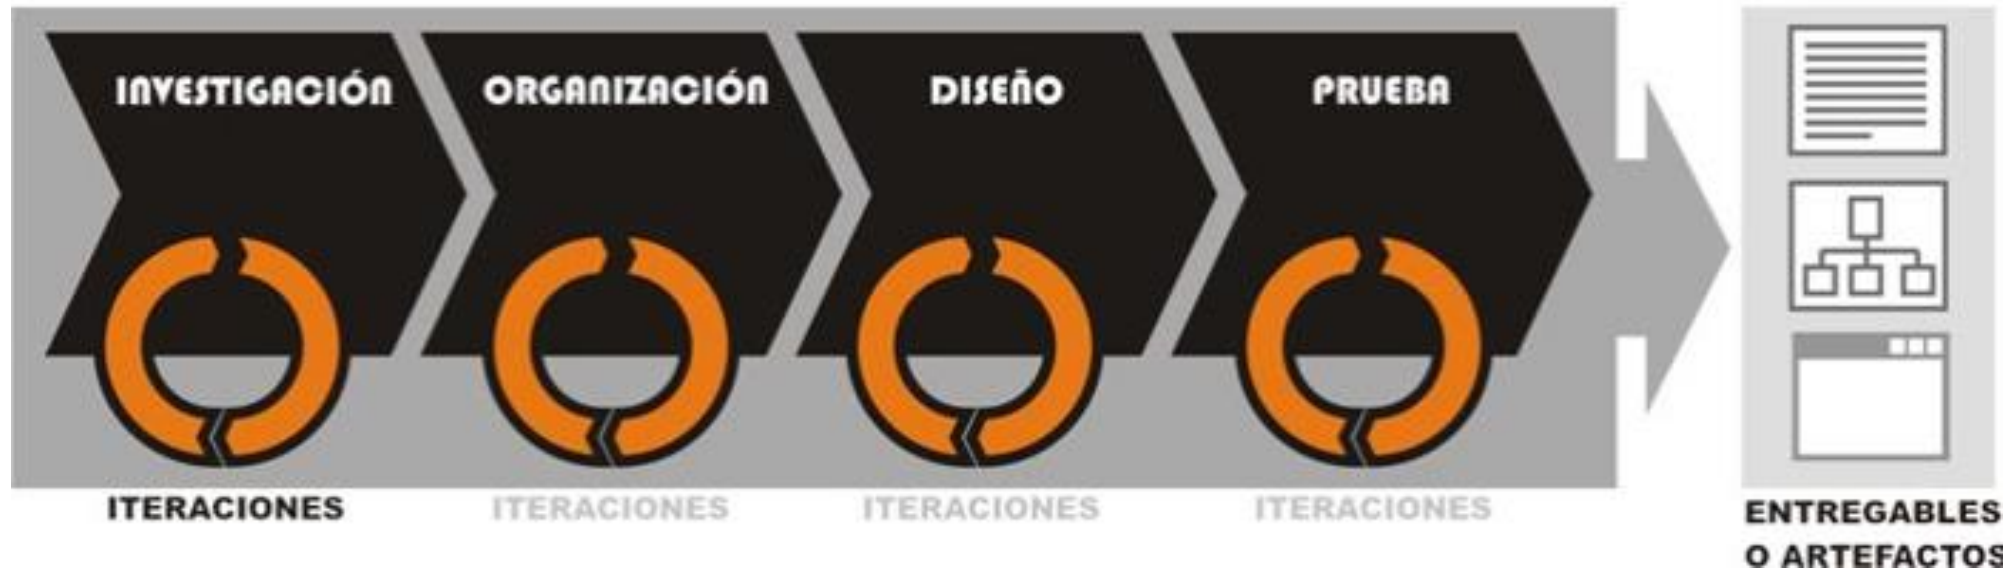 INVESTIGACIÓN
ORGANIZACIÓN
DISEÑO
PRUEBA
ITERACIONES
ITERACIONES
ITERACIONES
ITERACIONES
ENTREGABLES
O ARTEFACTOS